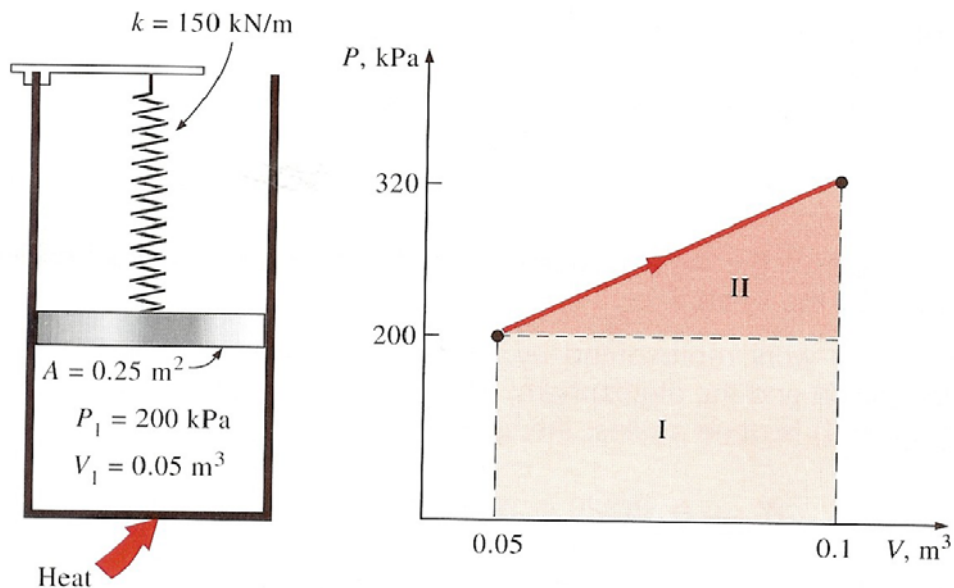 k = 150 kN/m
A = 0.25 m²
P₁ = 200 kPa
V₁ = 0.05 m³
Heat
P, kPa
320
200
II
I
0.05
0.1
V, m³